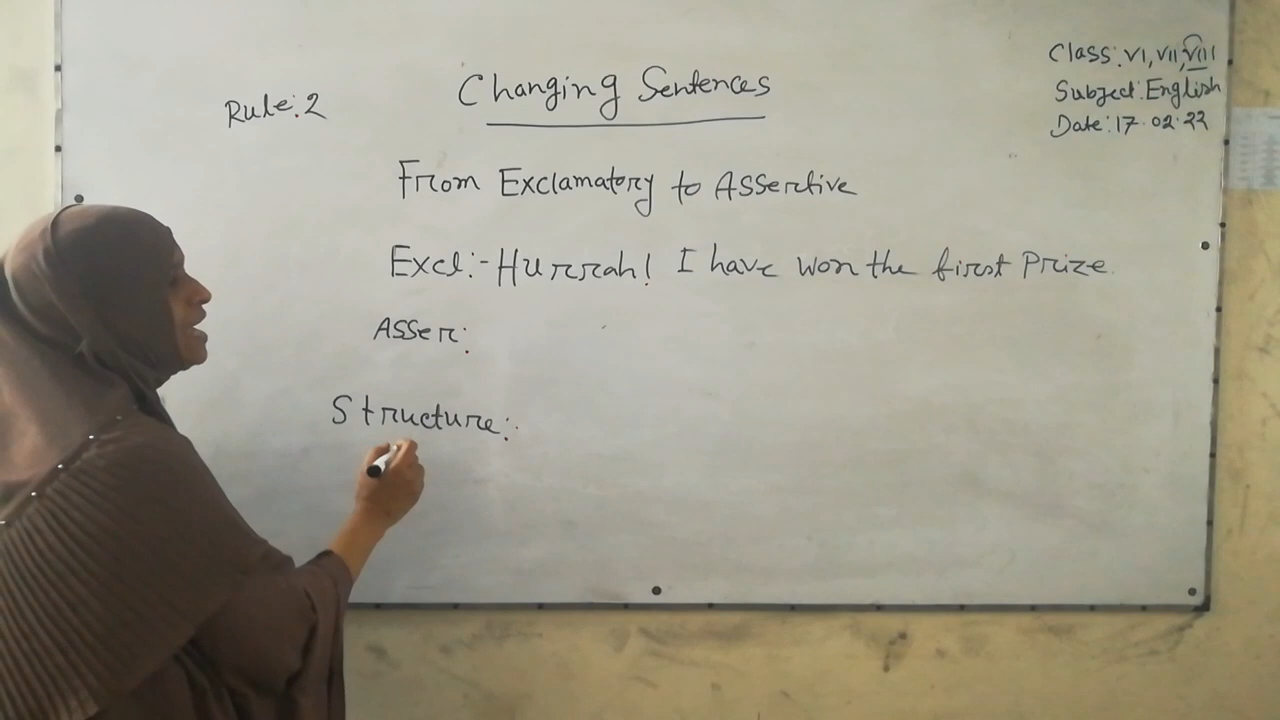 Class: VI, VII, VIII
Subject: English
Date: 17.02.22
Changing Sentences
Rule: 2
From Exclamatory to Assertive
Excl:- Hurrah! I have won the first Prize.
Asser:
Structure: